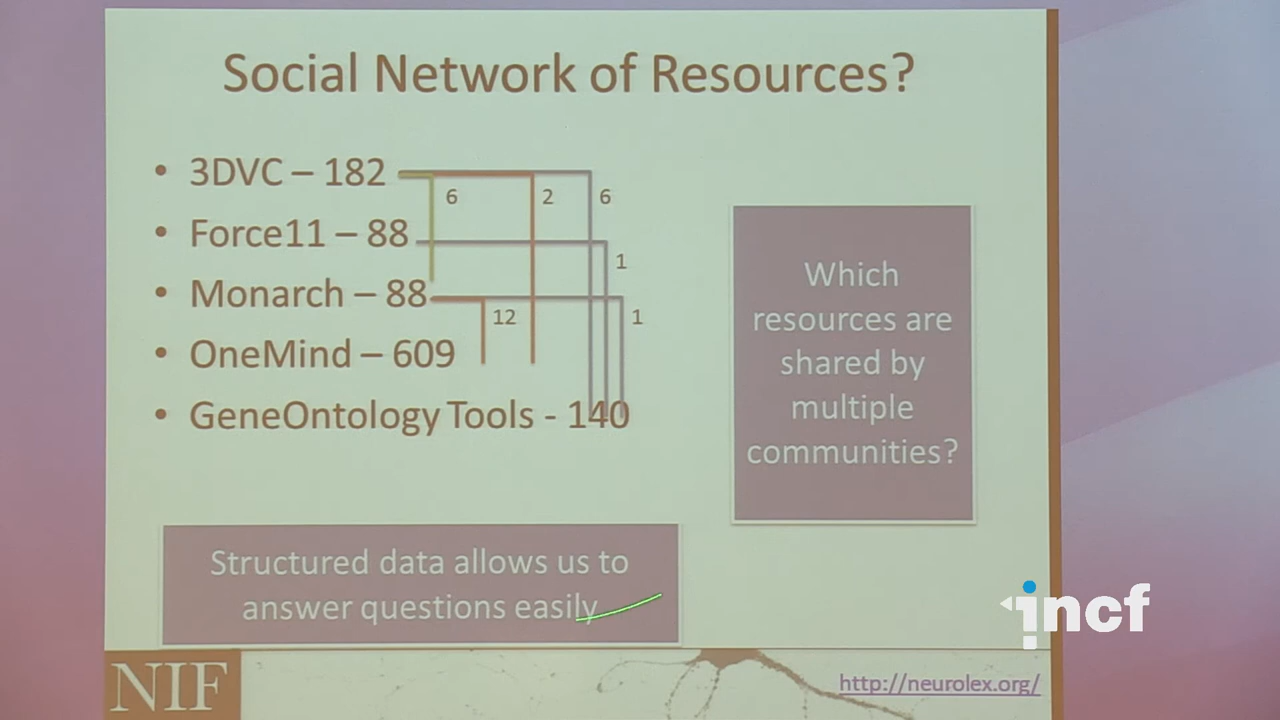 Social Network of Resources?
• 3DVC – 182
• Force11 – 88
• Monarch – 88
• OneMind – 609
• GeneOntology Tools - 140
6
2
6
1
12
1
Which
resources are
shared by
multiple
communities?
Structured data allows us to
answer questions easily
incf
NIF
http://neurolex.org/